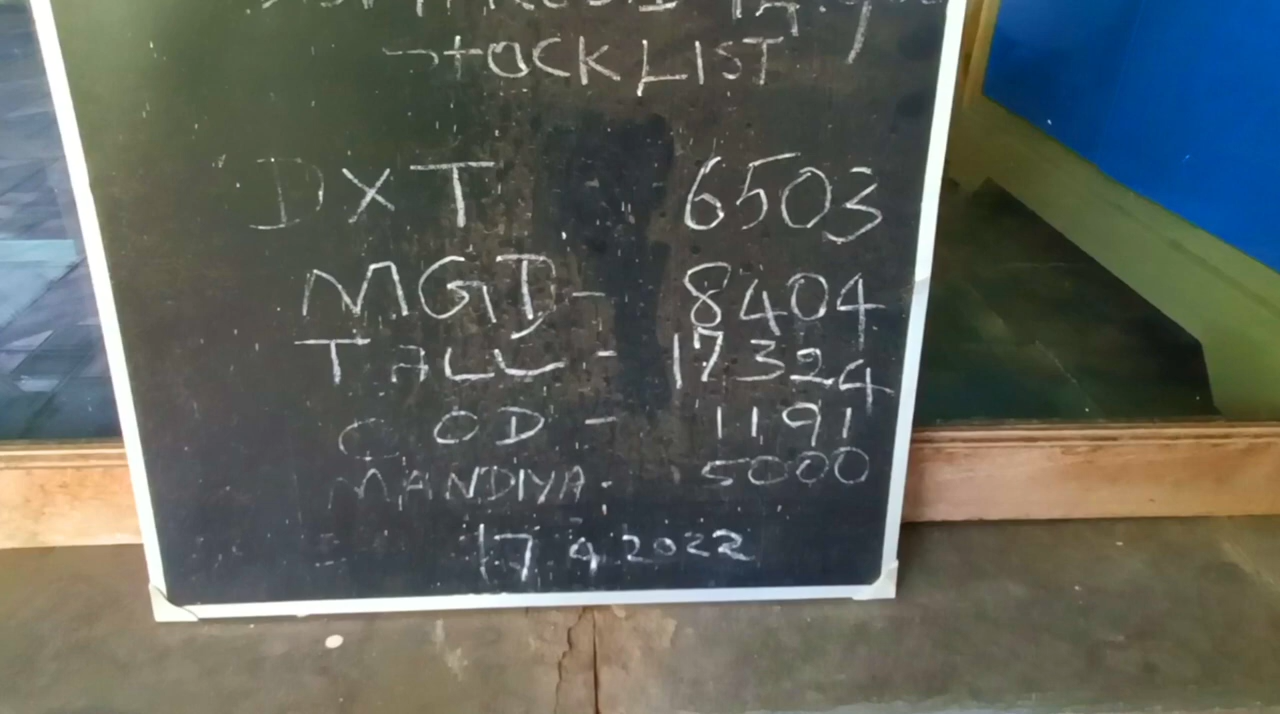 STOCK LIST
DXT - 6503
MGD - 8404
TALL - 17324
COD - 1191
MANDIYA. 5000
17 9 2022